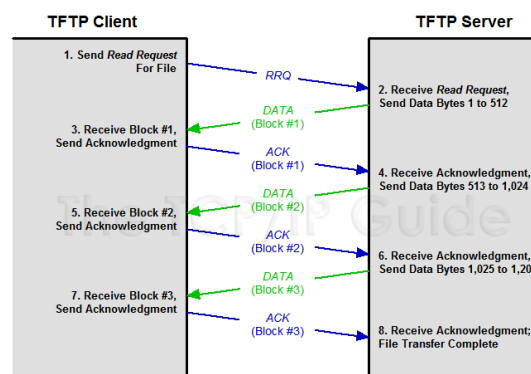 TFTP Client
TFTP Server
1. Send Read Request
For File
RRQ
2. Receive Read Request,
Send Data Bytes 1 to 512
DATA
(Block #1)
3. Receive Block #1,
Send Acknowledgment
ACK
(Block #1)
4. Receive Acknowledgment,
Send Data Bytes 513 to 1,024
DATA
(Block #2)
The TCP/IP Guide
5. Receive Block #2,
Send Acknowledgment
ACK
(Block #2)
6. Receive Acknowledgment,
Send Data Bytes 1,025 to 1,20
DATA
(Block #3)
7. Receive Block #3,
Send Acknowledgment
ACK
(Block #3)
8. Receive Acknowledgment;
File Transfer Complete